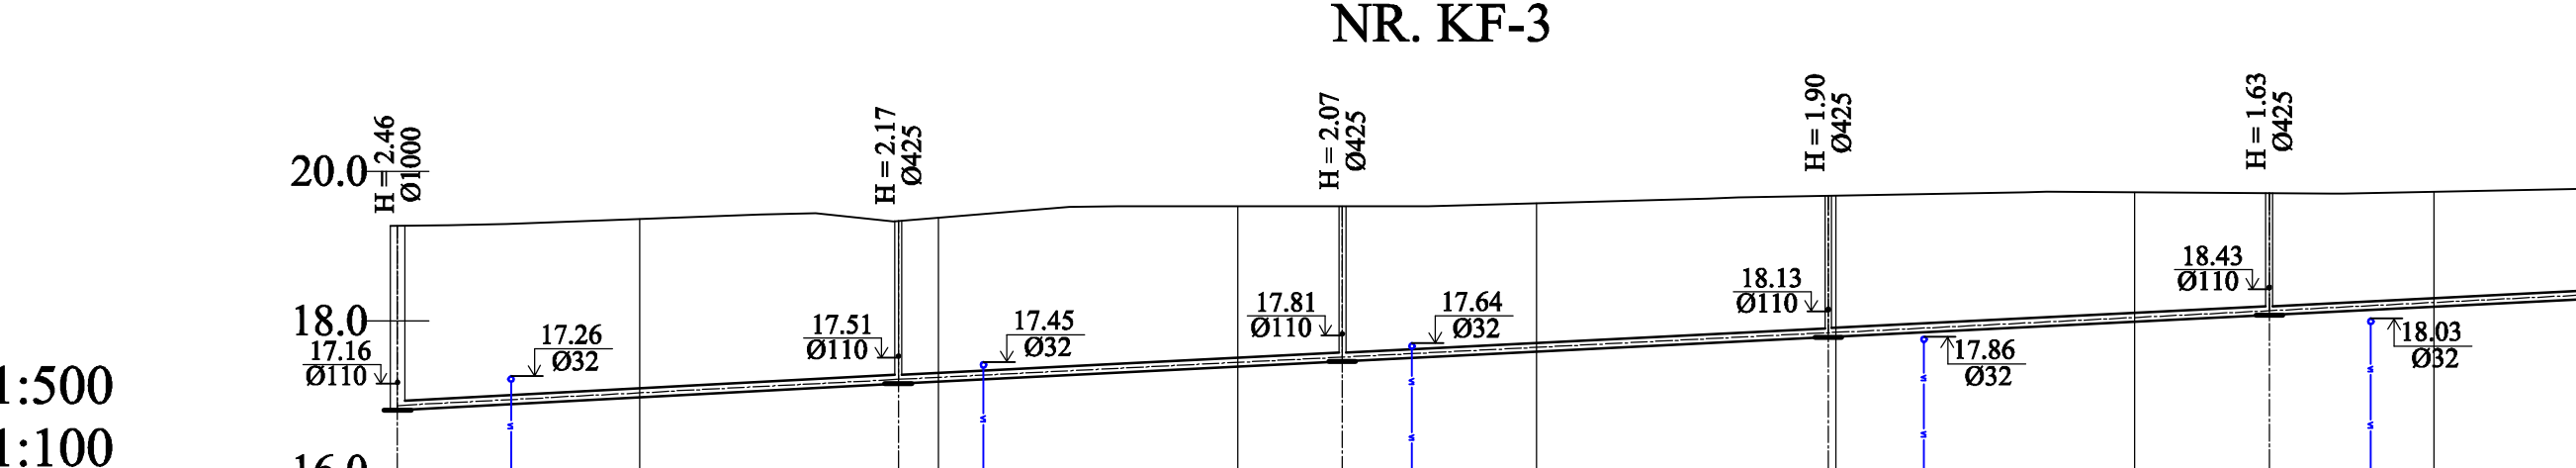 NR. KF-3
H = 2.46
Ø1000
H = 2.17
Ø425
H = 2.07
Ø425
H = 1.90
Ø425
H = 1.63
Ø425
20.0
18.0
16.0
1:500
1:100
17.16
Ø110
17.26
Ø32
17.51
Ø110
17.45
Ø32
17.81
Ø110
17.64
Ø32
18.13
Ø110
17.86
Ø32
18.43
Ø110
18.03
Ø32